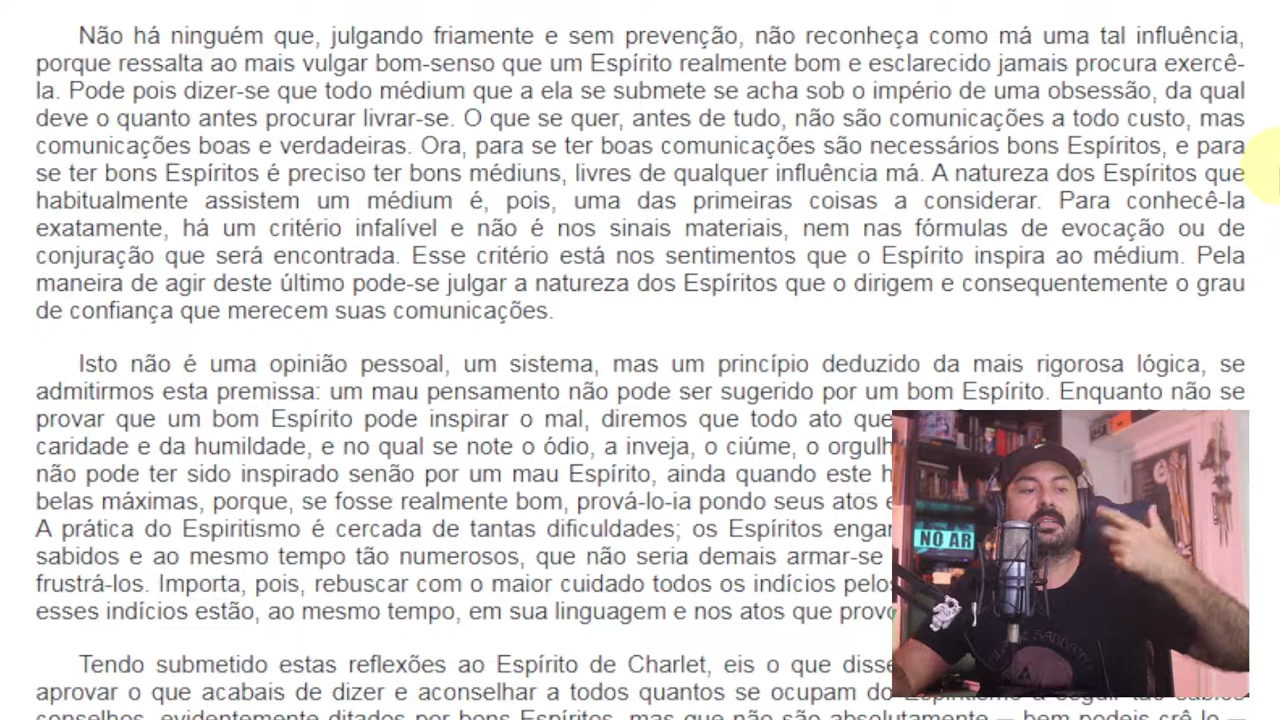 Não há ninguém que, julgando friamente e sem prevenção, não reconheça como má uma tal influência,
porque ressalta ao mais vulgar bom-senso que um Espírito realmente bom e esclarecido jamais procura exercê-
la. Pode pois dizer-se que todo médium que a ela se submete se acha sob o império de uma obsessão, da qual
deve o quanto antes procurar livrar-se. O que se quer, antes de tudo, não são comunicações a todo custo, mas
comunicações boas e verdadeiras. Ora, para se ter boas comunicações são necessários bons Espíritos, e para
se ter bons Espíritos é preciso ter bons médiuns, livres de qualquer influência má. A natureza dos Espíritos que
habitualmente assistem um médium é, pois, uma das primeiras coisas a considerar. Para conhecê-la
exatamente, há um critério infalível e não é nos sinais materiais, nem nas fórmulas de evocação ou de
conjuração que será encontrada. Esse critério está nos sentimentos que o Espírito inspira ao médium. Pela
maneira de agir deste último pode-se julgar a natureza dos Espíritos que o dirigem e consequentemente o grau
de confiança que merecem suas comunicações.
Isto não é uma opinião pessoal, um sistema, mas um princípio deduzido da mais rigorosa lógica, se
admitirmos esta premissa: um mau pensamento não pode ser sugerido por um bom Espírito. Enquanto não se
provar que um bom Espírito pode inspirar o mal, diremos que todo ato que
caridade e da humildade, e no qual se note o ódio, a inveja, o ciúme, o
não pode ter sido inspirado senão por um mau Espírito, ainda quando este
belas máximas, porque, se fosse realmente bom, prová-lo-ia pondo seus atos
A prática do Espiritismo é cercada de tantas dificuldades; os Espíritos
sabidos e ao mesmo tempo tão numerosos, que não seria demais armar-se
frustrá-los. Importa, pois, rebuscar com o maior cuidado todos os indícios
esses indícios estão, ao mesmo tempo, em sua linguagem e nos atos que
NO AR
Tendo submetido estas reflexões ao Espírito de Charlet, eis o que
aprovar o que acabais de dizer e aconselhar a todos quantos se ocupam